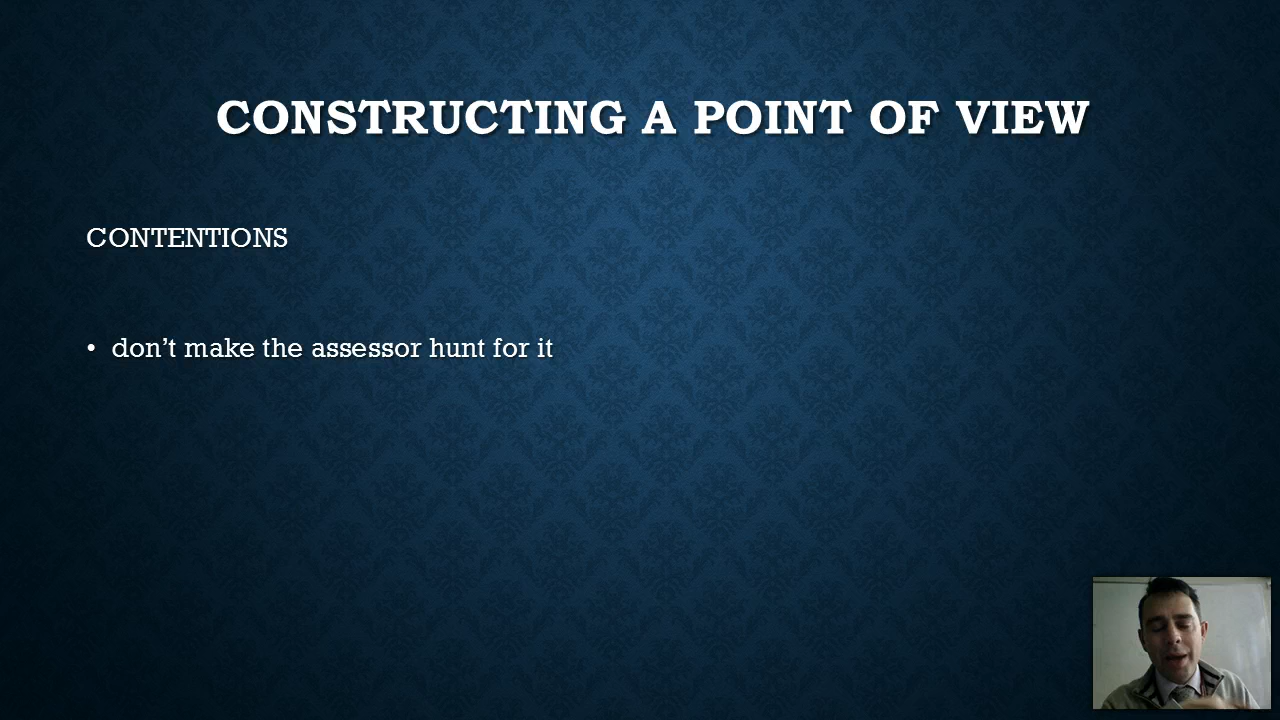 CONSTRUCTING A POINT OF VIEW
CONTENTIONS
• don’t make the assessor hunt for it